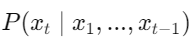 P(x_t | x_1, ..., x_{t-1})